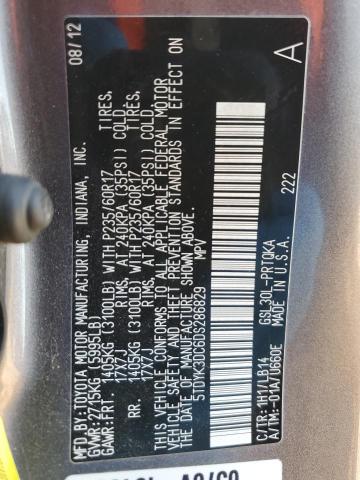 MFD.BY:TOYOTA MOTOR MANUFACTURING, INDIANA, INC. 08/12
GVWR:2715KG(5995LB)
GAWR:FRT. 1405KG(3100LB) WITH P235/60R17 TIRES,
17X7J RIMS, AT 240KPA (35PSI) COLD
RR. 1405KG(3100LB) WITH P235/60R17 TIRES,
17X7J RIMS, AT 240KPA (35PSI) COLD,
THIS VEHICLE CONFORMS TO ALL APPLICABLE FEDERAL MOTOR
VEHICLE SAFETY AND THEFT PREVENTION STANDARDS IN
EFFECT ON THE DATE OF MANUFACTURE SHOWN ABOVE.
5TDYK3DC6DS286829 MPV
222
C/TR:1H1/LB14 GSL30L-PRTQKA
A/TM:-01A/U660E MADE IN U.S.A.
A